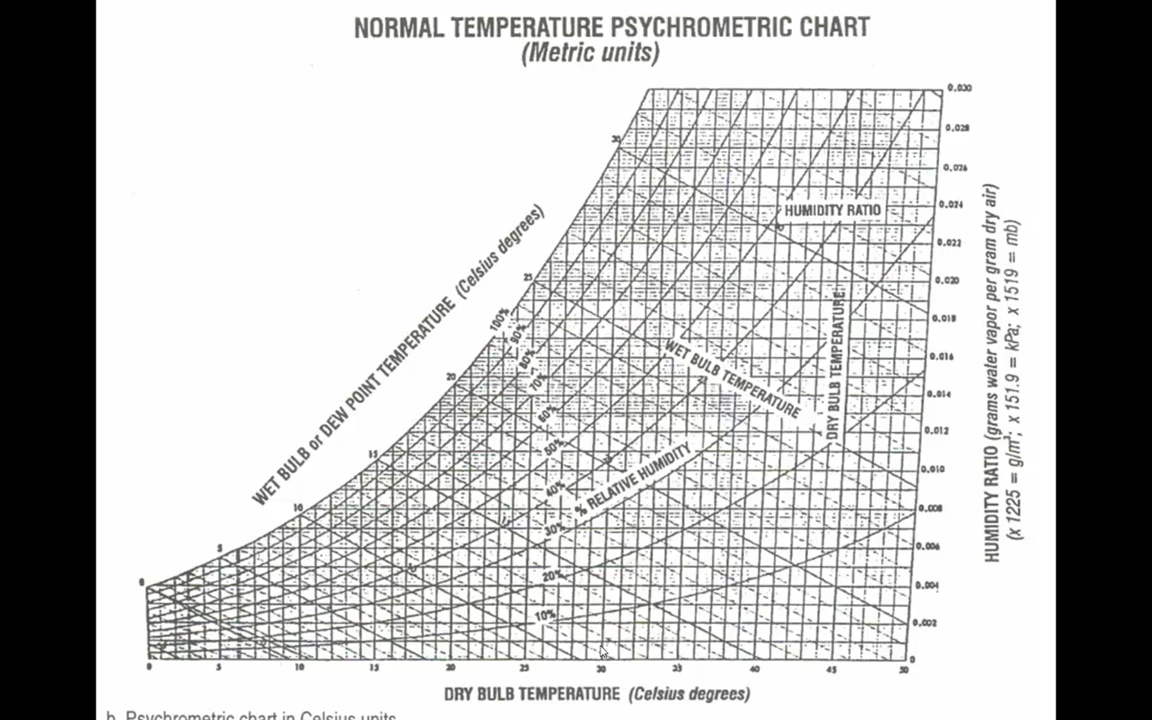 NORMAL TEMPERATURE PSYCHROMETRIC CHART
(Metric units)
0.030
0.028
0.026
0.024
0.022
0.020
0.018
0.016
0.014
0.012
0.010
0.008
0.006
0.004
0.002
0
HUMIDITY RATIO (grams water vapor per gram dry air)
(x 1225 = g/m³; x 151.9 = kPa; x 1519 = mb)
WET BULB or DEW POINT TEMPERATURE (Celsius degrees)
30
25
20
15
10
5
0
HUMIDITY RATIO
DRY BULB TEMPERATURE
WET BULB TEMPERATURE
% RELATIVE HUMIDITY
100%
90%
80%
70%
60%
50%
40%
30%
20%
10%
0 5 10 15 20 25 30 35 40 45 50
DRY BULB TEMPERATURE (Celsius degrees)
b. Psychrometric chart in Celsius units